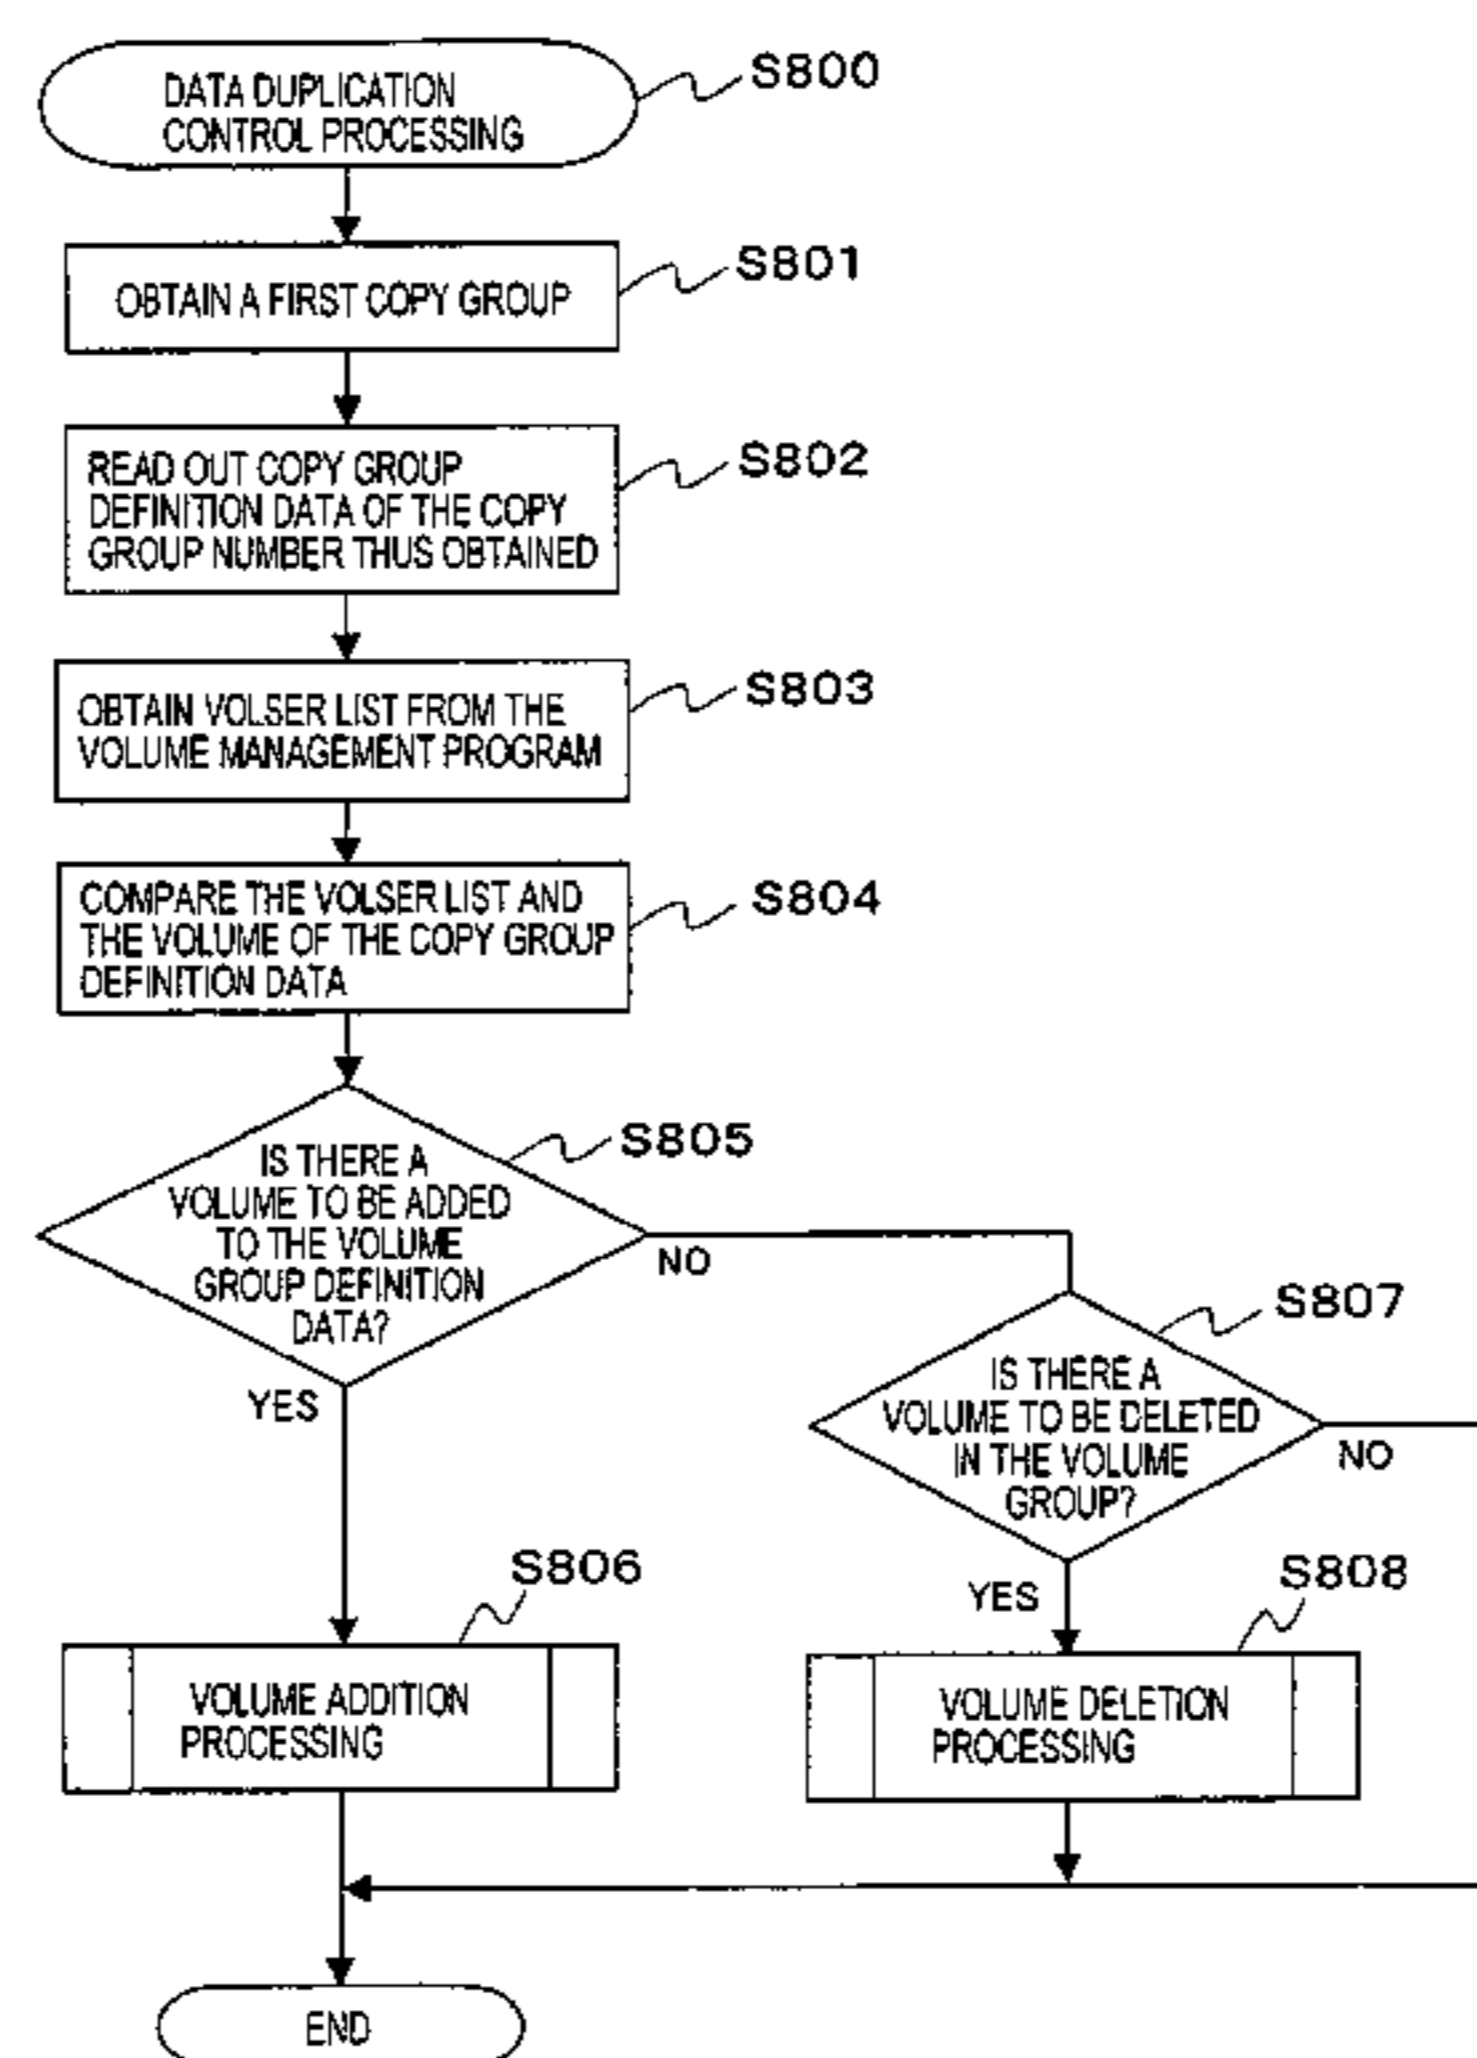 DATA DUPLICATION
CONTROL PROCESSING
S800
OBTAIN A FIRST COPY GROUP
S801
READ OUT COPY GROUP
DEFINITION DATA OF THE COPY
GROUP NUMBER THUS OBTAINED
S802
OBTAIN VOLSER LIST FROM THE
VOLUME MANAGEMENT PROGRAM
S803
COMPARE THE VOLSER LIST AND
THE VOLUME OF THE COPY GROUP
DEFINITION DATA
S804
IS THERE A
VOLUME TO BE ADDED
TO THE VOLUME
GROUP DEFINITION
DATA?
S805
NO
YES
IS THERE A
VOLUME TO BE DELETED
IN THE VOLUME
GROUP?
S807
NO
YES
VOLUME ADDITION
PROCESSING
S806
VOLUME DELETION
PROCESSING
S808
END